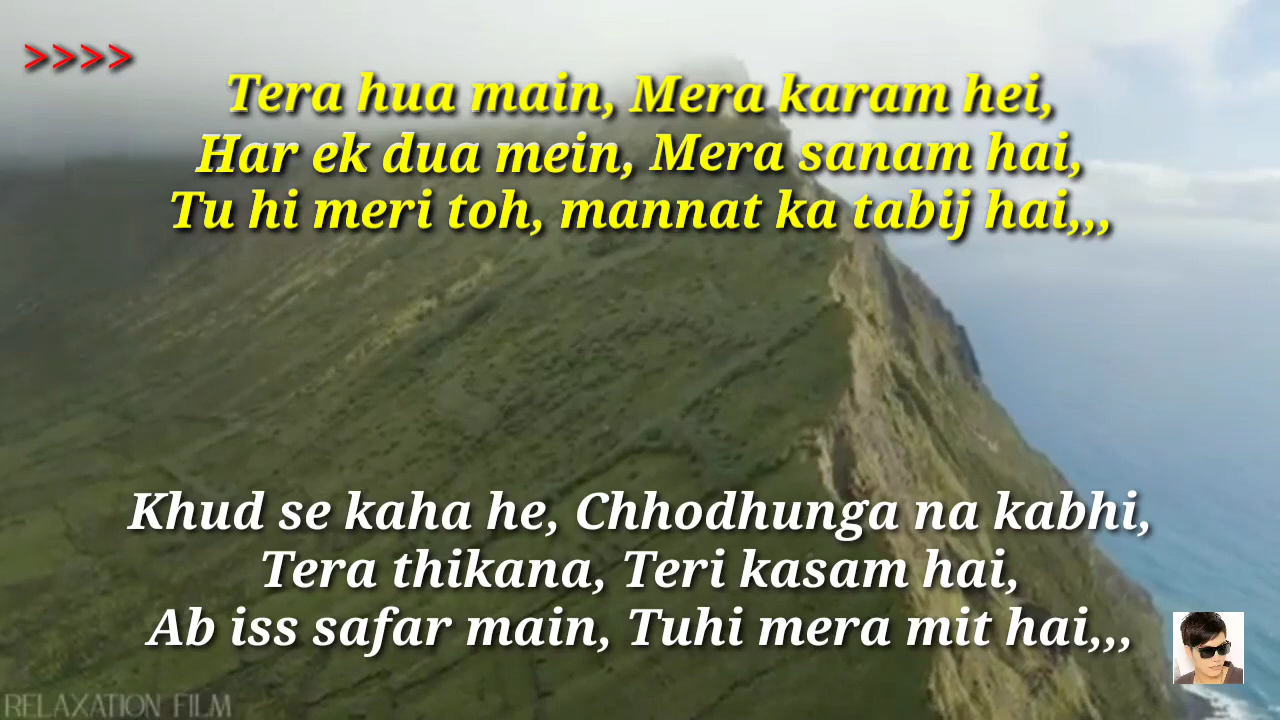 >>>>
Tera hua main, Mera karam hei,
Har ek dua mein, Mera sanam hai,
Tu hi meri toh, mannat ka tabij hai,,,
Khud se kaha he, Chhodhunga na kabhi,
Tera thikana, Teri kasam hai,
Ab iss safar main, Tuhi mera mit hai,,,
RELAXATION FILM